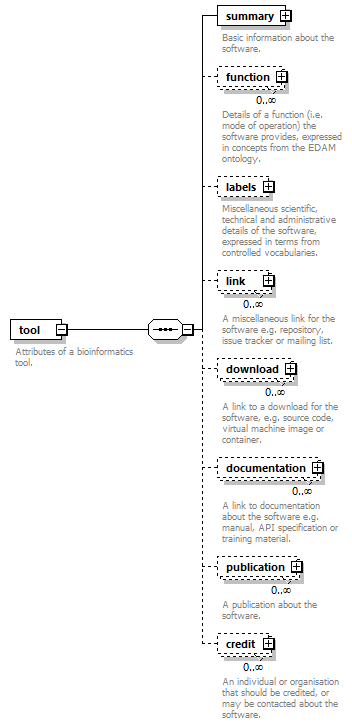 summary
Basic information about the
software.
function
0..∞
Details of a function (i.e.
mode of operation) the
software provides, expressed
in concepts from the EDAM
ontology.
labels
Miscellaneous scientific,
technical and administrative
details of the software,
expressed in terms from
controlled vocabularies.
link
0..∞
A miscellaneous link for the
software e.g. repository,
issue tracker or mailing list.
tool
Attributes of a bioinformatics
tool.
download
0..∞
A link to a download for the
software, e.g. source code,
virtual machine image or
container.
documentation
0..∞
A link to documentation
about the software e.g.
manual, API specification or
training material.
publication
0..∞
A publication about the
software.
credit
0..∞
An individual or organisation
that should be credited, or
may be contacted about the
software.